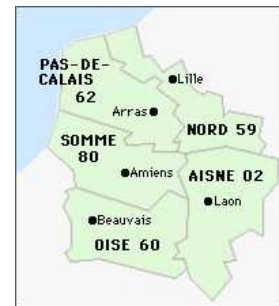 PAS-DE-
CALAIS
62
Lille
Arras
NORD 59
SOMME
80
AISNE 02
Amiens
Laon
Beauvais
OISE 60